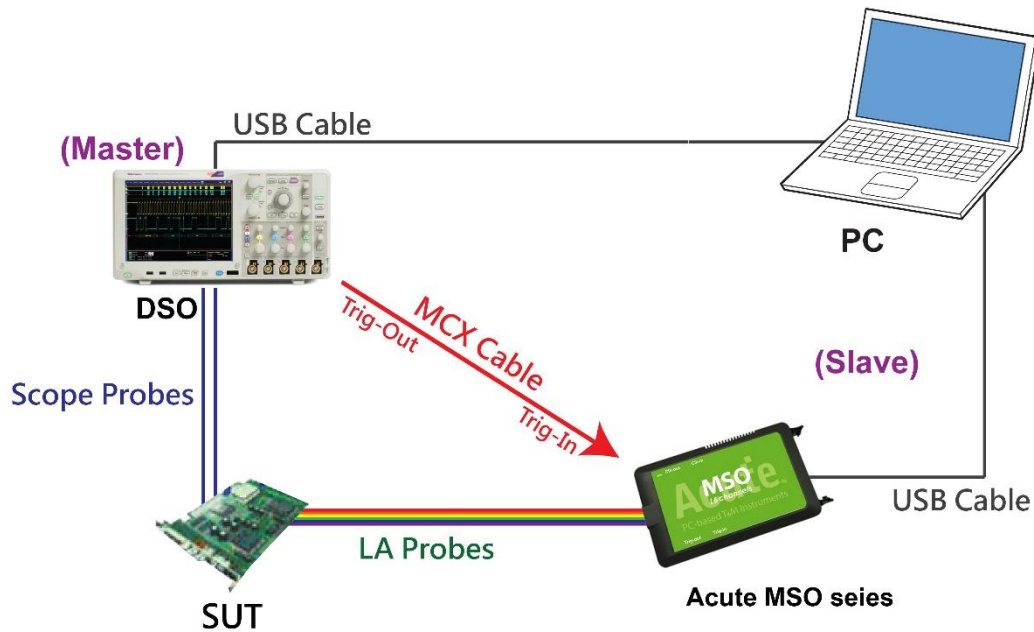 USB Cable
(Master)
PC
DSO
MCX Cable
Trig-Out
Trig-In
(Slave)
Scope Probes
Acute
MSO
PC-based T&M Instruments
USB Cable
LA Probes
SUT
Acute MSO seies